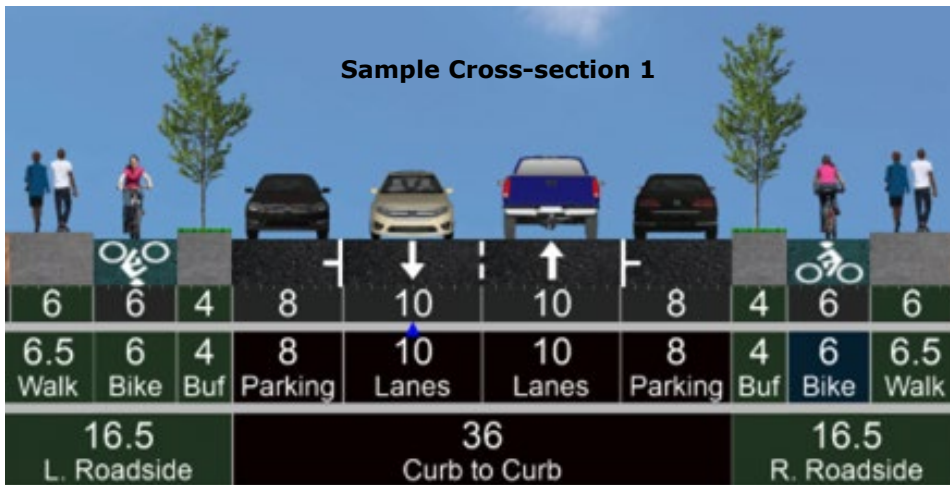 Sample Cross-section 1
6 6 4 8 10 10 8 4 6 6
6.5 6 4 8 10 10 8 4 6 6.5
Walk Bike Buf Parking Lanes Lanes Parking Buf Bike Walk
16.5 36 16.5
L. Roadside Curb to Curb R. Roadside